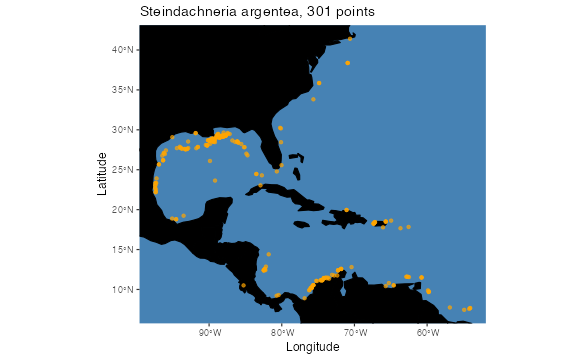 Steindachneria argentea, 301 points
40°N
35°N
30°N
25°N
20°N
15°N
10°N
Latitude
90°W
80°W
70°W
60°W
Longitude